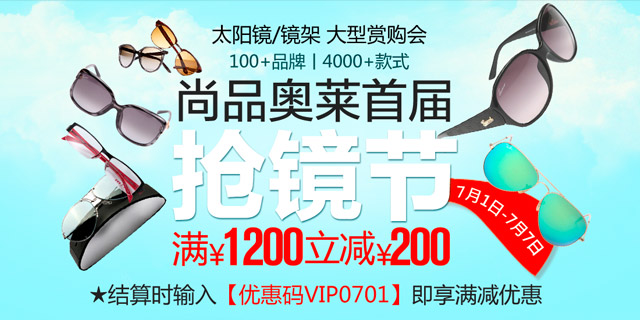 太阳镜/镜架 大型赏购会
100+品牌 | 4000+款式
尚品奥莱首届
抢镜节
7月1日-7月7日
满¥1200立减¥200
★结算时输入【优惠码VIP0701】即享满减优惠